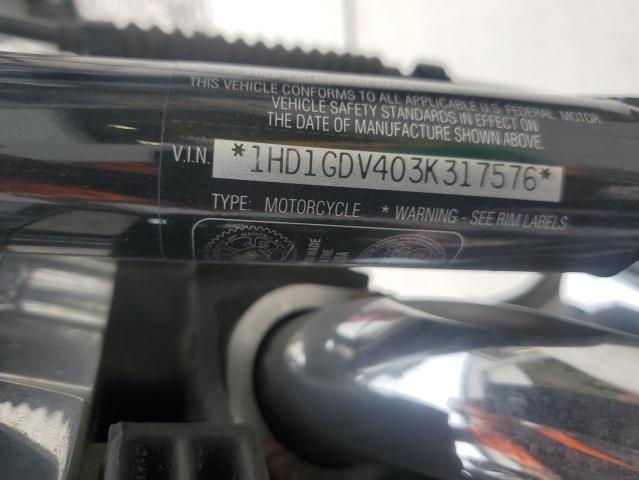 THIS VEHICLE CONFORMS TO ALL APPLICABLE U.S. FEDERAL MOTOR
VEHICLE SAFETY STANDARDS IN EFFECT ON
THE DATE OF MANUFACTURE SHOWN ABOVE.
V.I.N. *1HD1GDV403K317576*
TYPE: MOTORCYCLE * WARNING - SEE RIM LABELS
MADE